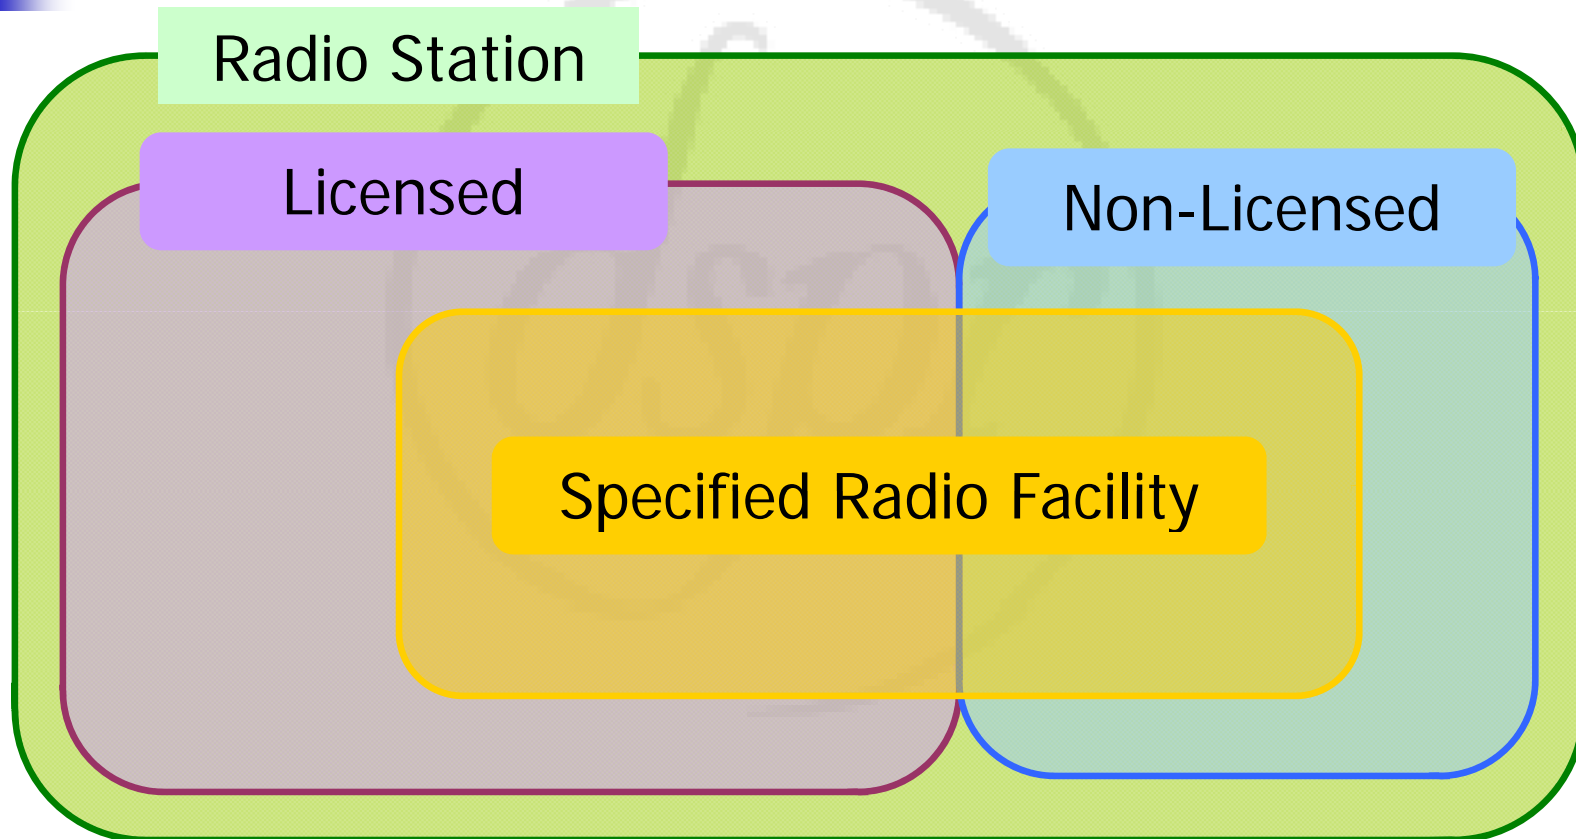 Radio Station
Licensed
Non-Licensed
Specified Radio Facility